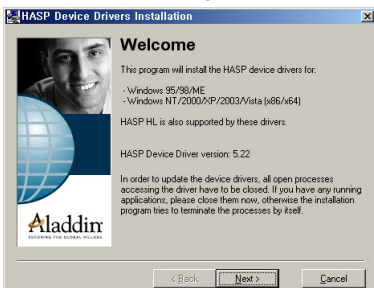 HASP Device Drivers Installation
Welcome
This program will install the HASP device drivers for:
- Windows 95/98/ME
- Windows NT/2000/XP/2003/Vista (x86/x64)
HASP HL is also supported by these drivers.
HASP Device Driver version: 5.22
In order to update the device drivers, all open processes
accessing the driver have to be closed. If you have any running
applications, please close them now, otherwise the installation
program tries to terminate the processes by itself.
Aladdin
SECURING THE GLOBAL VILLAGE
< Back
Next >
Cancel